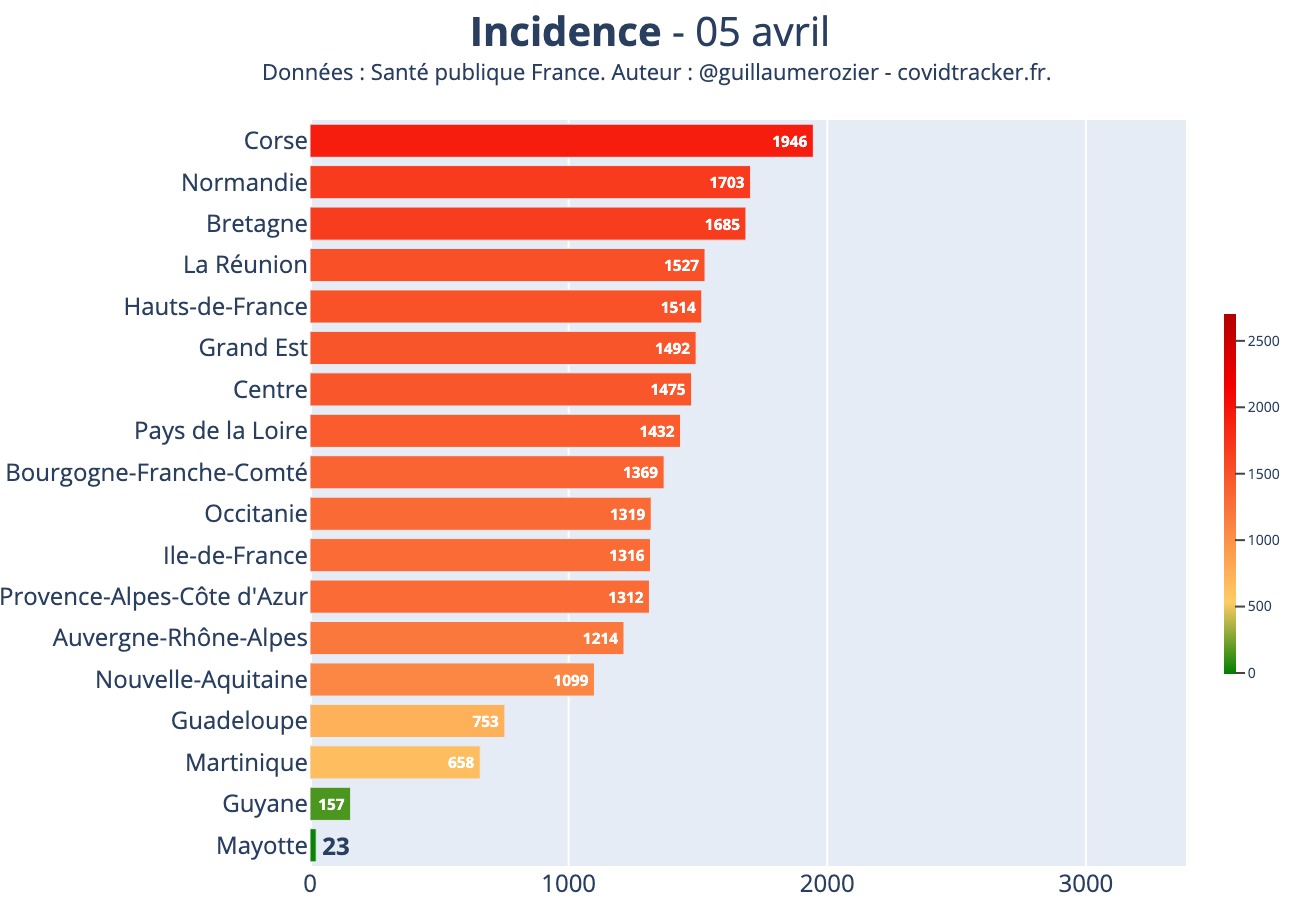 Incidence - 05 avril
Données : Santé publique France. Auteur : @guillaumerozier - covidtracker.fr.
Corse 1946
Normandie 1703
Bretagne 1685
La Réunion 1527
Hauts-de-France 1514
Grand Est 1492
Centre 1475
Pays de la Loire 1432
Bourgogne-Franche-Comté 1369
Occitanie 1319
Ile-de-France 1316
Provence-Alpes-Côte d'Azur 1312
Auvergne-Rhône-Alpes 1214
Nouvelle-Aquitaine 1099
Guadeloupe 753
Martinique 658
Guyane 157
Mayotte 23
0 1000 2000 3000
2500
2000
1500
1000
500
0